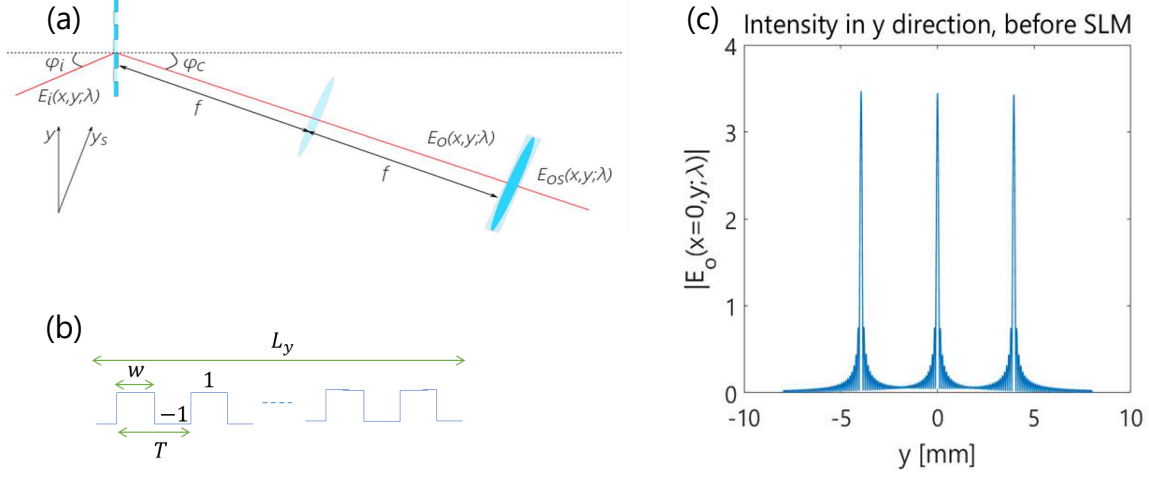 (a)
φi
φc
Ei(x,y;λ)
f
y
ys
EO(x,y;λ)
f
EOS(x,y;λ)
(b)
Ly
w
1
−1
T
(c)
Intensity in y direction, before SLM
|Eo(x=0,y;λ)|
4
3
2
1
0
-10
-5
0
5
10
y [mm]